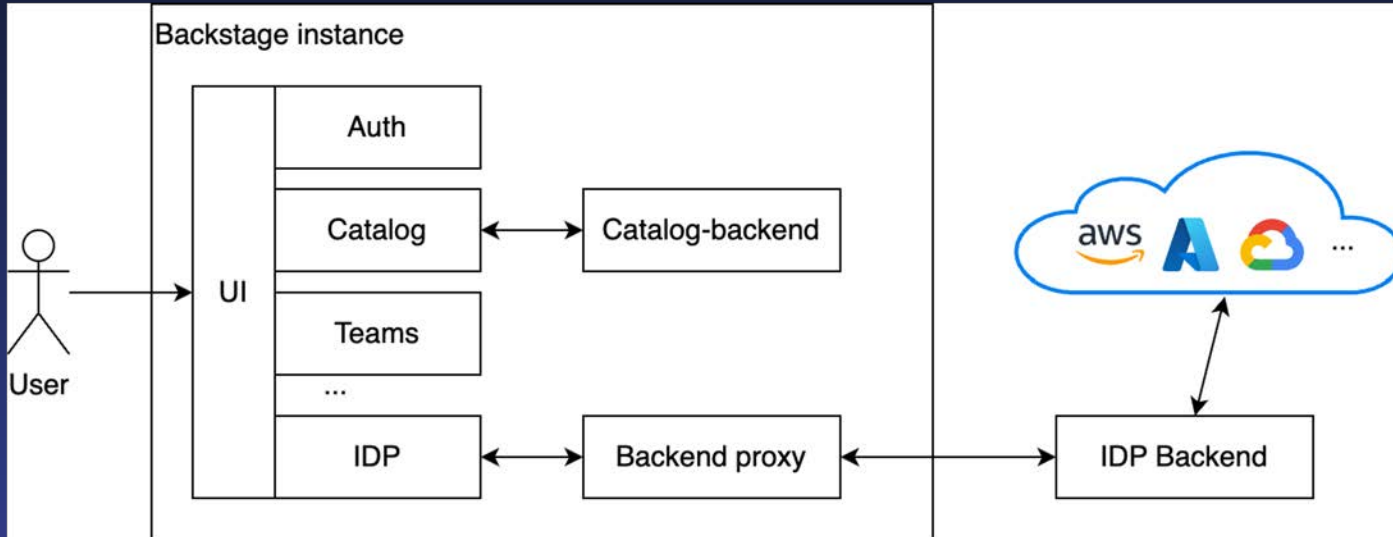 Backstage instance
Auth
Catalog
Catalog-backend
aws
...
UI
Teams
User
...
IDP
Backend proxy
IDP Backend